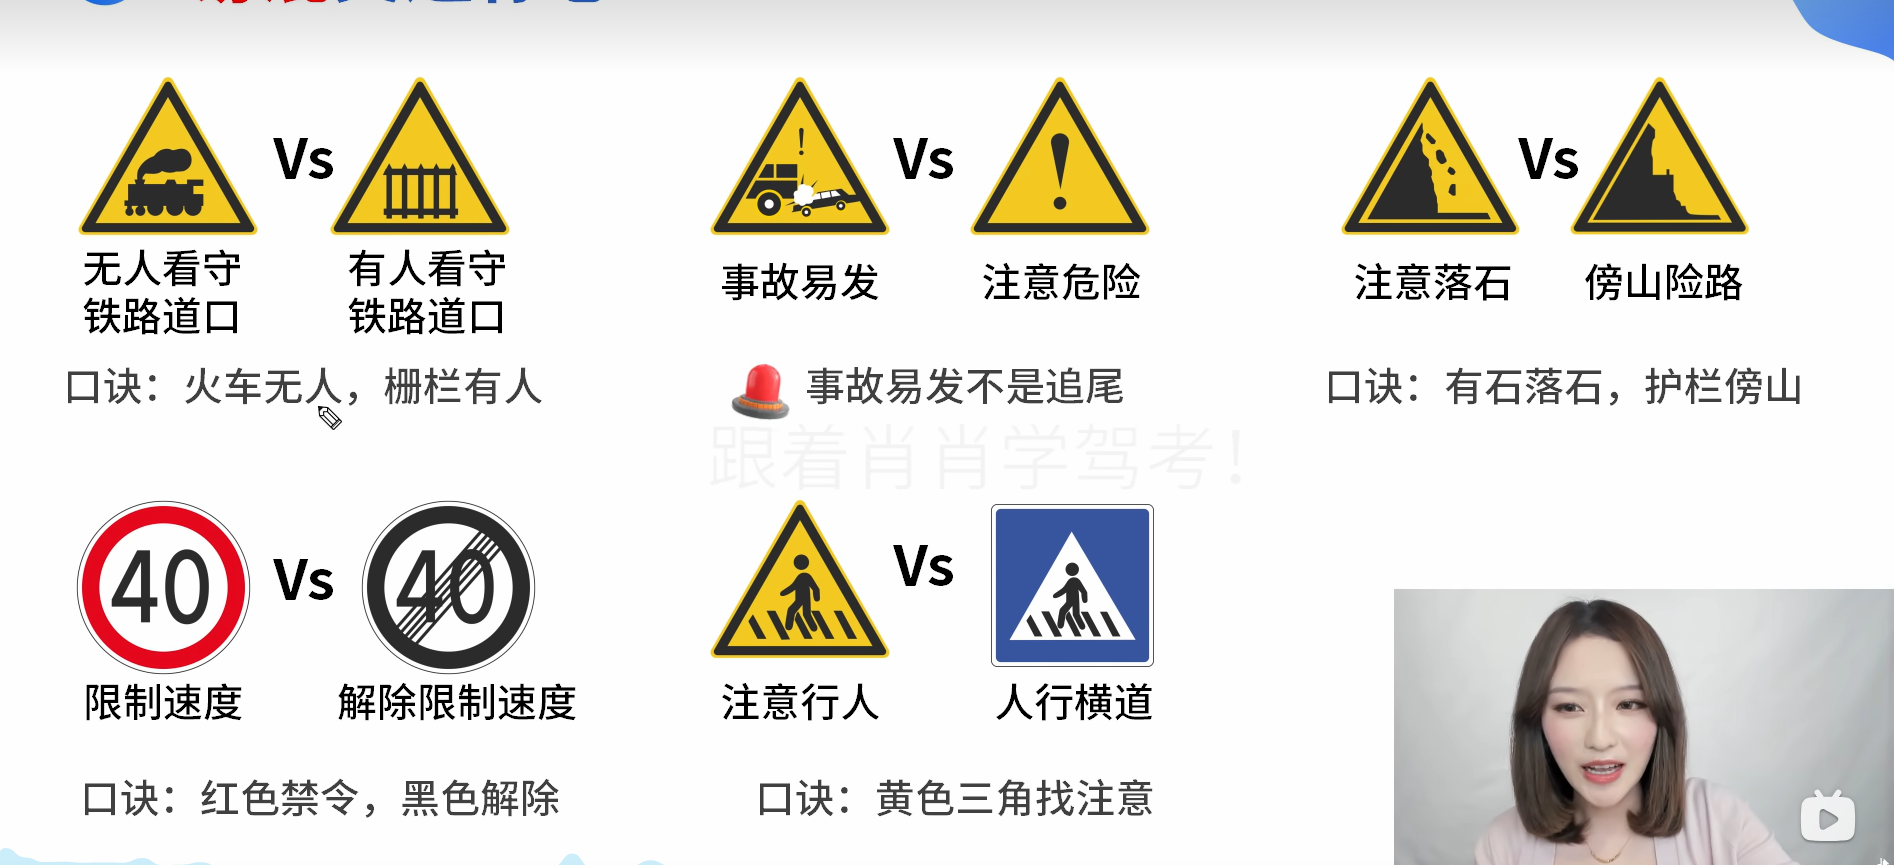 Vs
Vs
Vs
无人看守
铁路道口
有人看守
铁路道口
事故易发
注意危险
注意落石
傍山险路
口诀：火车无人，栅栏有人
事故易发不是追尾
口诀：有石落石，护栏傍山
跟着肖肖学驾考！
40
Vs
40
Vs
限制速度
解除限制速度
注意行人
人行横道
口诀：红色禁令，黑色解除
口诀：黄色三角找注意